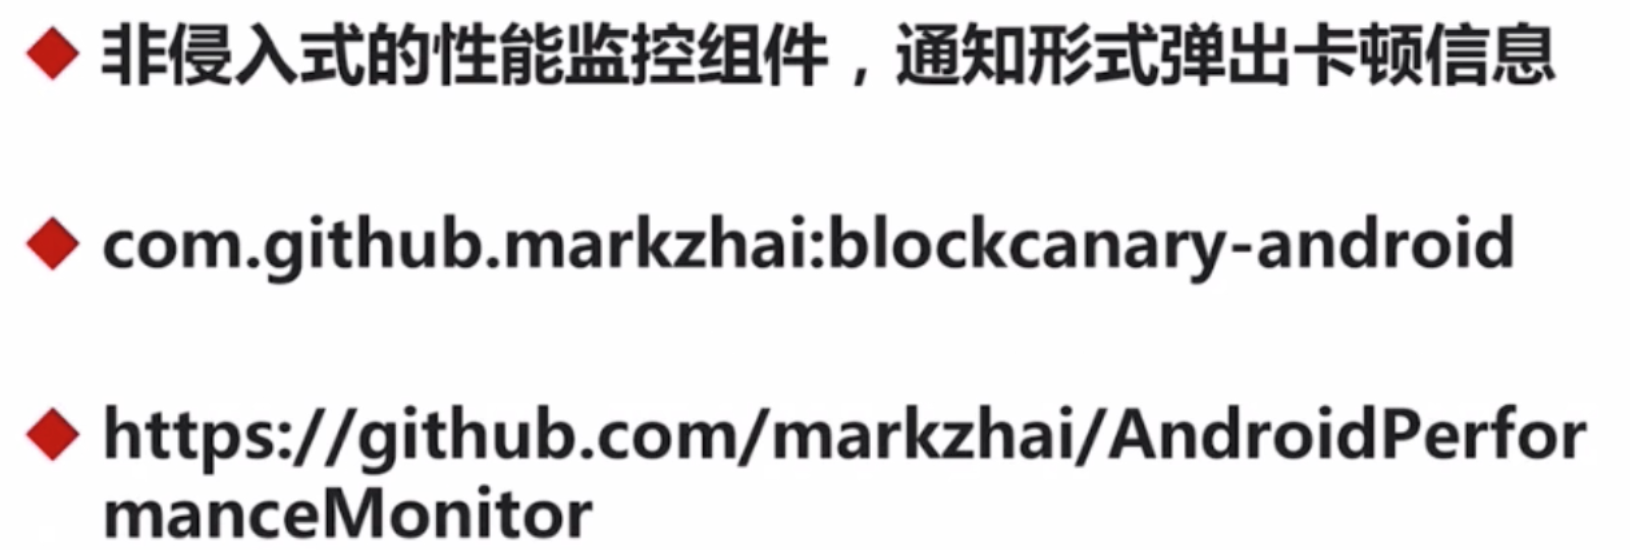 非侵入式的性能监控组件，通知形式弹出卡顿信息
com.github.markzhai:blockcanary-android
https://github.com/markzhai/AndroidPerfor
manceMonitor